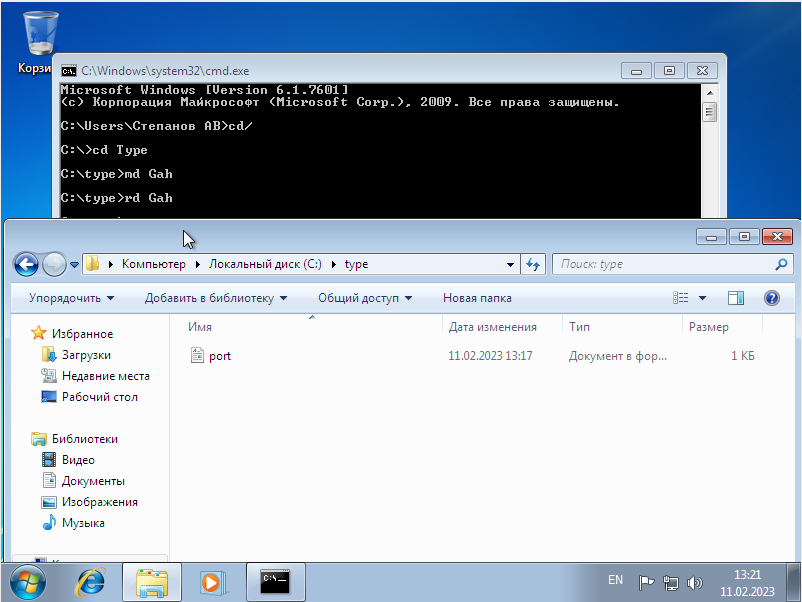 Корзи
C:\Windows\system32\cmd.exe
Microsoft Windows [Version 6.1.7601]
(c) Корпорация Майкрософт (Microsoft Corp.), 2009. Все права защищены.
C:\Users\Степанов АВ>cd/
C:\>cd Type
C:\type>md Gah
C:\type>rd Gah
Компьютер Локальный диск (C:) type
Поиск: type
Упорядочить Добавить в библиотеку Общий доступ Новая папка
Имя Дата изменения Тип Размер
port 11.02.2023 13:17 Документ в фор... 1 КБ
Избранное
Загрузки
Недавние места
Рабочий стол
Библиотеки
Видео
Документы
Изображения
Музыка
C:\_
EN
13:21
11.02.2023